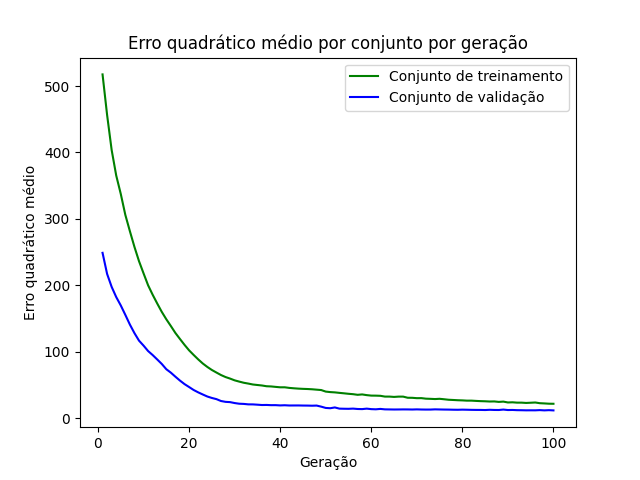 Erro quadrático médio por conjunto por geração
Conjunto de treinamento
Conjunto de validação
Erro quadrático médio
500
400
300
200
100
0
0 20 40 60 80 100
Geração